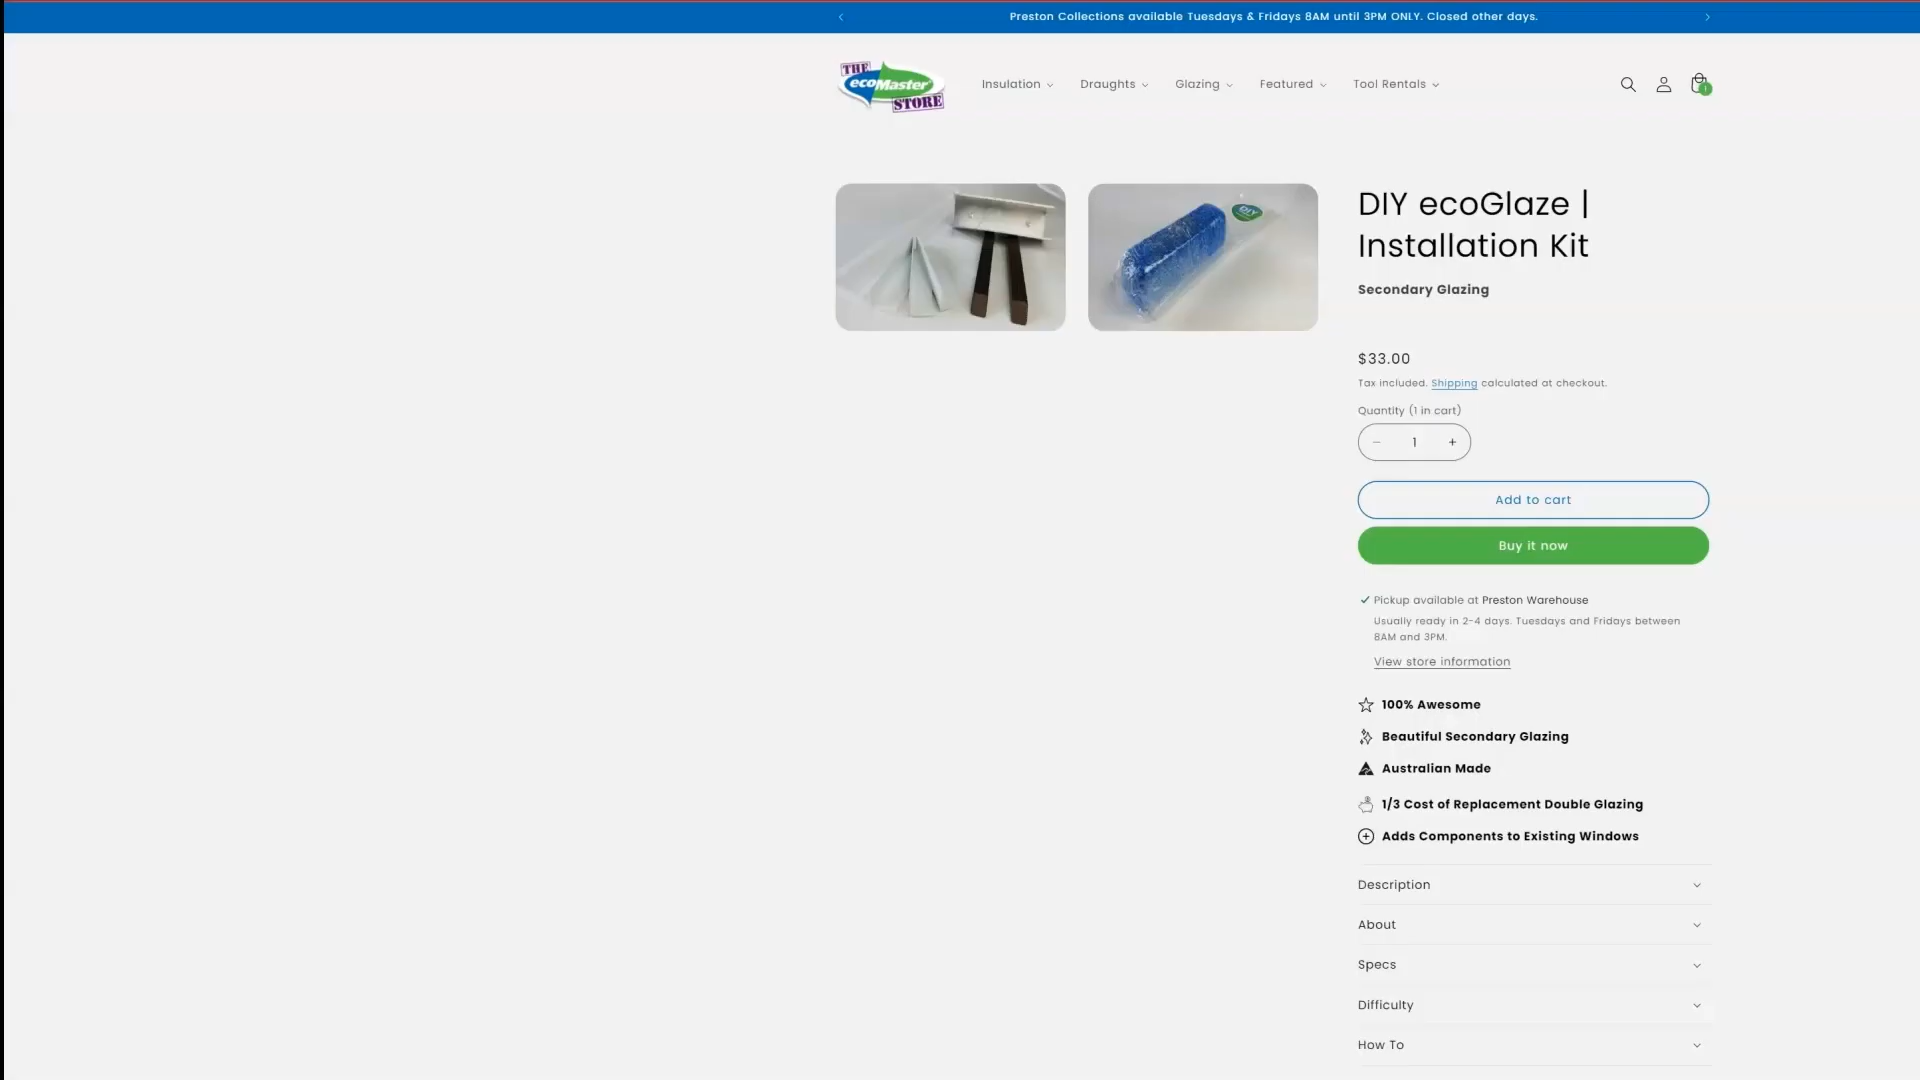 Preston Collections available Tuesdays & Fridays 8AM until 3PM ONLY. Closed other days.
THE
ecoMaster
STORE
Insulation
Draughts
Glazing
Featured
Tool Rentals
1
DIY
DIY ecoGlaze |
Installation Kit
Secondary Glazing
$33.00
Tax included. Shipping calculated at checkout.
Quantity (1 in cart)
− 1 +
Add to cart
Buy it now
Pickup available at Preston Warehouse
Usually ready in 2-4 days. Tuesdays and Fridays between
8AM and 3PM.
View store information
100% Awesome
Beautiful Secondary Glazing
Australian Made
1/3 Cost of Replacement Double Glazing
Adds Components to Existing Windows
Description
About
Specs
Difficulty
How To